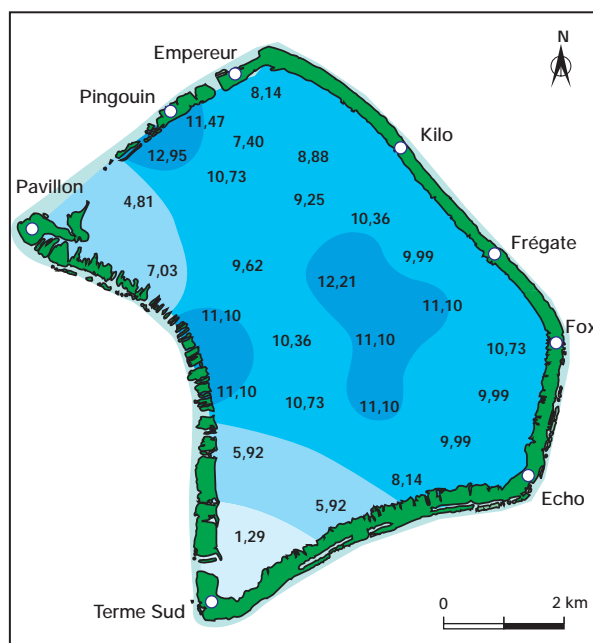 N
Empereur
8,14
Pingouin
11,47
7,40
Kilo
12,95
8,88
10,73
Pavillon
4,81
9,25
10,36
Frégate
9,99
7,03
9,62
12,21
11,10
11,10
Fox
10,36
11,10
10,73
11,10
10,73
11,10
9,99
5,92
9,99
8,14
Echo
5,92
1,29
Terme Sud
0 2 km